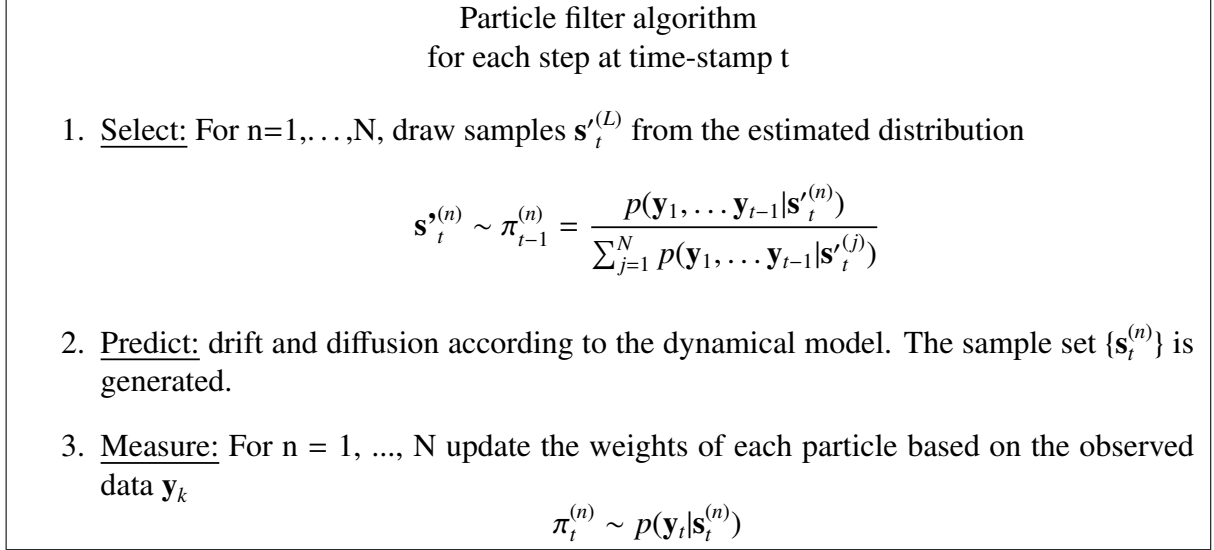 Particle filter algorithm
for each step at time-stamp t
1. Select: For n=1,...,N, draw samples s′_t^(L) from the estimated distribution
s’_t^(n) ∼ π_{t−1}^(n) = p(y_1, ... y_{t−1}|s′_t^(n)) / ∑_{j=1}^N p(y_1, ... y_{t−1}|s′_t^(j))
2. Predict: drift and diffusion according to the dynamical model. The sample set {s_t^(n)} is
generated.
3. Measure: For n = 1, ..., N update the weights of each particle based on the observed
data y_k
π_t^(n) ∼ p(y_t|s_t^(n))